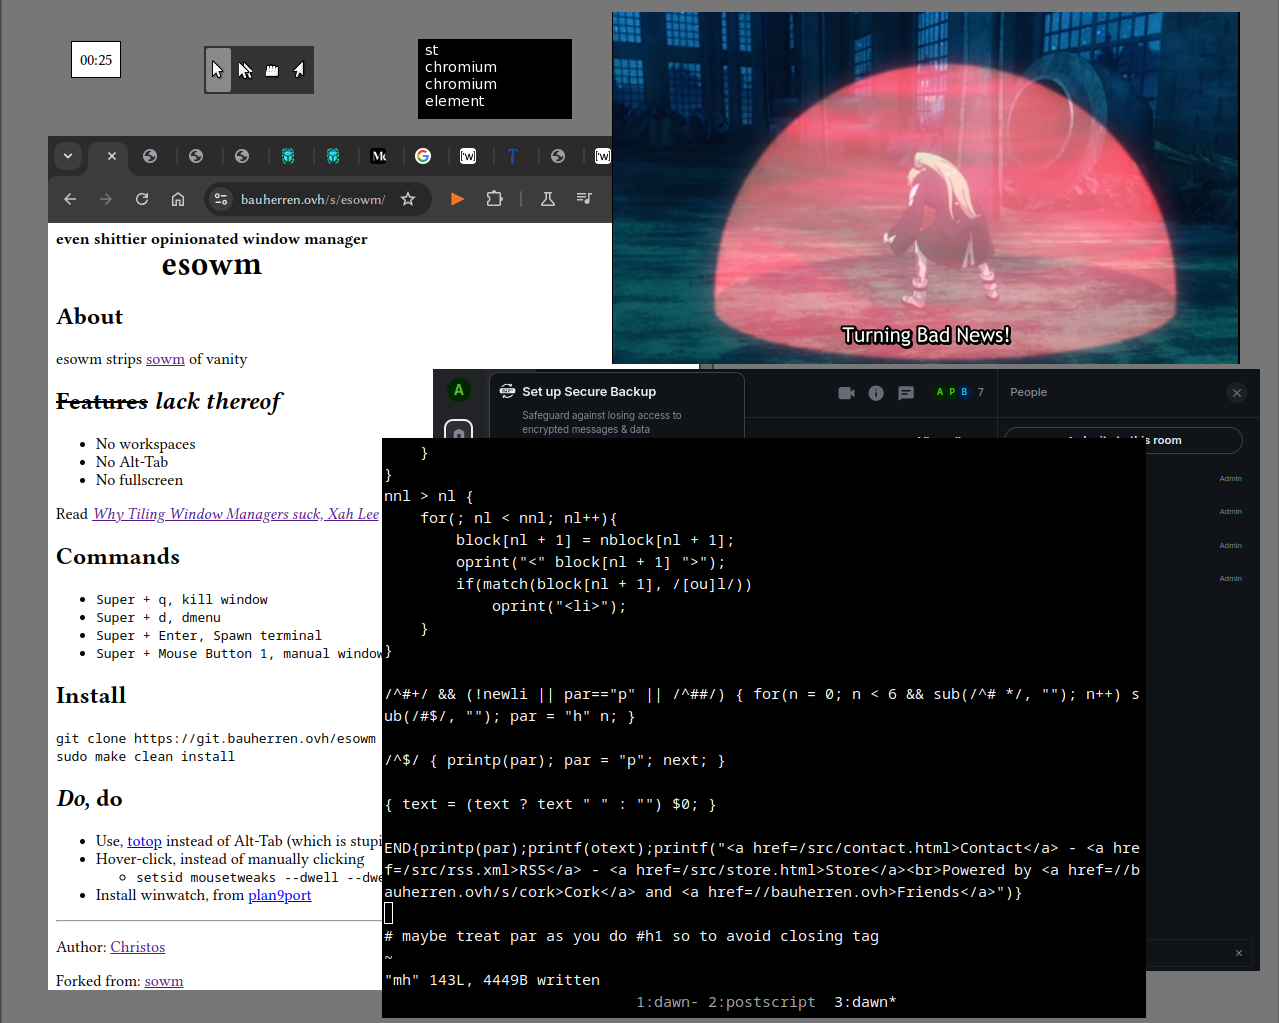 00:25
st
chromium
chromium
element
bauherren.ovh/s/esowm/
even shittier opinionated window manager
esowm
About
esowm strips sowm of vanity
Features lack thereof
No workspaces
No Alt-Tab
No fullscreen
Read Why Tiling Window Managers suck, Xah Lee
Commands
Super + q, kill window
Super + d, dmenu
Super + Enter, Spawn terminal
Super + Mouse Button 1, manual window
Install
git clone https://git.bauherren.ovh/esowm
sudo make clean install
Do, do
Use, totop instead of Alt-Tab (which is stupi
Hover-click, instead of manually clicking
setsid mousetweaks --dwell --dwe
Install winwatch, from plan9port
Author: Christos
Forked from: sowm
Turning Bad News!
A
Set up Secure Backup
Safeguard against losing access to
encrypted messages & data
A P B 7
People
this room
Admin
Admin
Admin
Admin
    }
}
nnl > nl {
    for(; nl < nnl; nl++){
        block[nl + 1] = nblock[nl + 1];
        oprint("<" block[nl + 1] ">");
        if(match(block[nl + 1], /[ou]l/))
            oprint("<li>");
    }
}
/^#+/ && (!newli || par=="p" || /^##/) { for(n = 0; n < 6 && sub(/^# */, ""); n++) s
ub(/#$/, ""); par = "h" n; }
/^$/ { printp(par); par = "p"; next; }
{ text = (text ? text " " : "") $0; }
END{printp(par);printf(otext);printf("<a href=/src/contact.html>Contact</a> - <a hre
f=/src/rss.xml>RSS</a> - <a href=/src/store.html>Store</a><br>Powered by <a href=//b
auherren.ovh/s/cork>Cork</a> and <a href=//bauherren.ovh>Friends</a>")}
# maybe treat par as you do #h1 so to avoid closing tag
~
"mh" 143L, 4449B written
1:dawn- 2:postscript  3:dawn*